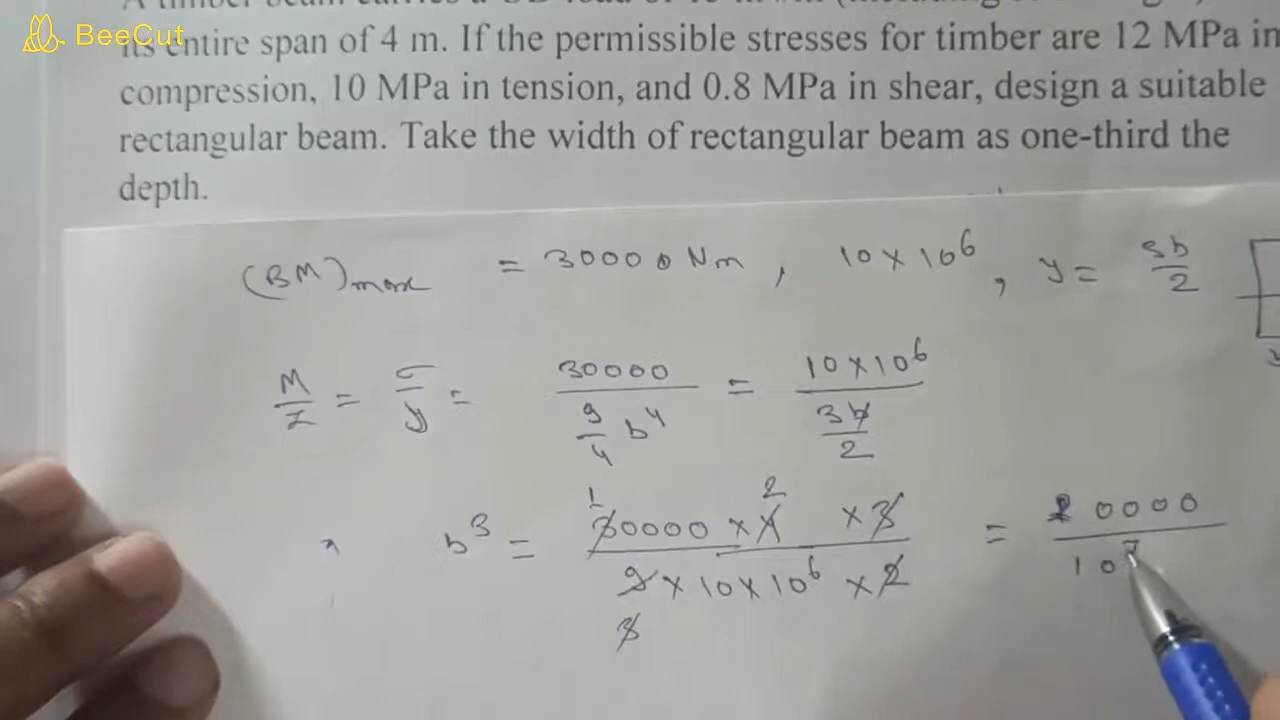 BeeCut
its entire span of 4 m. If the permissible stresses for timber are 12 MPa in
compression, 10 MPa in tension, and 0.8 MPa in shear, design a suitable
rectangular beam. Take the width of rectangular beam as one-third the
depth.
(BM)max = 30000 Nm, 10 x 10^6, y = 3b/2
M/I = σ/y = 30000 / (9/4 b^4) = 10 x 10^6 / (3b/2)
b^3 = 30000 x 4 x 3 / 9 x 10 x 10^6 x 2 = 20000 / 10^7
1 2
3